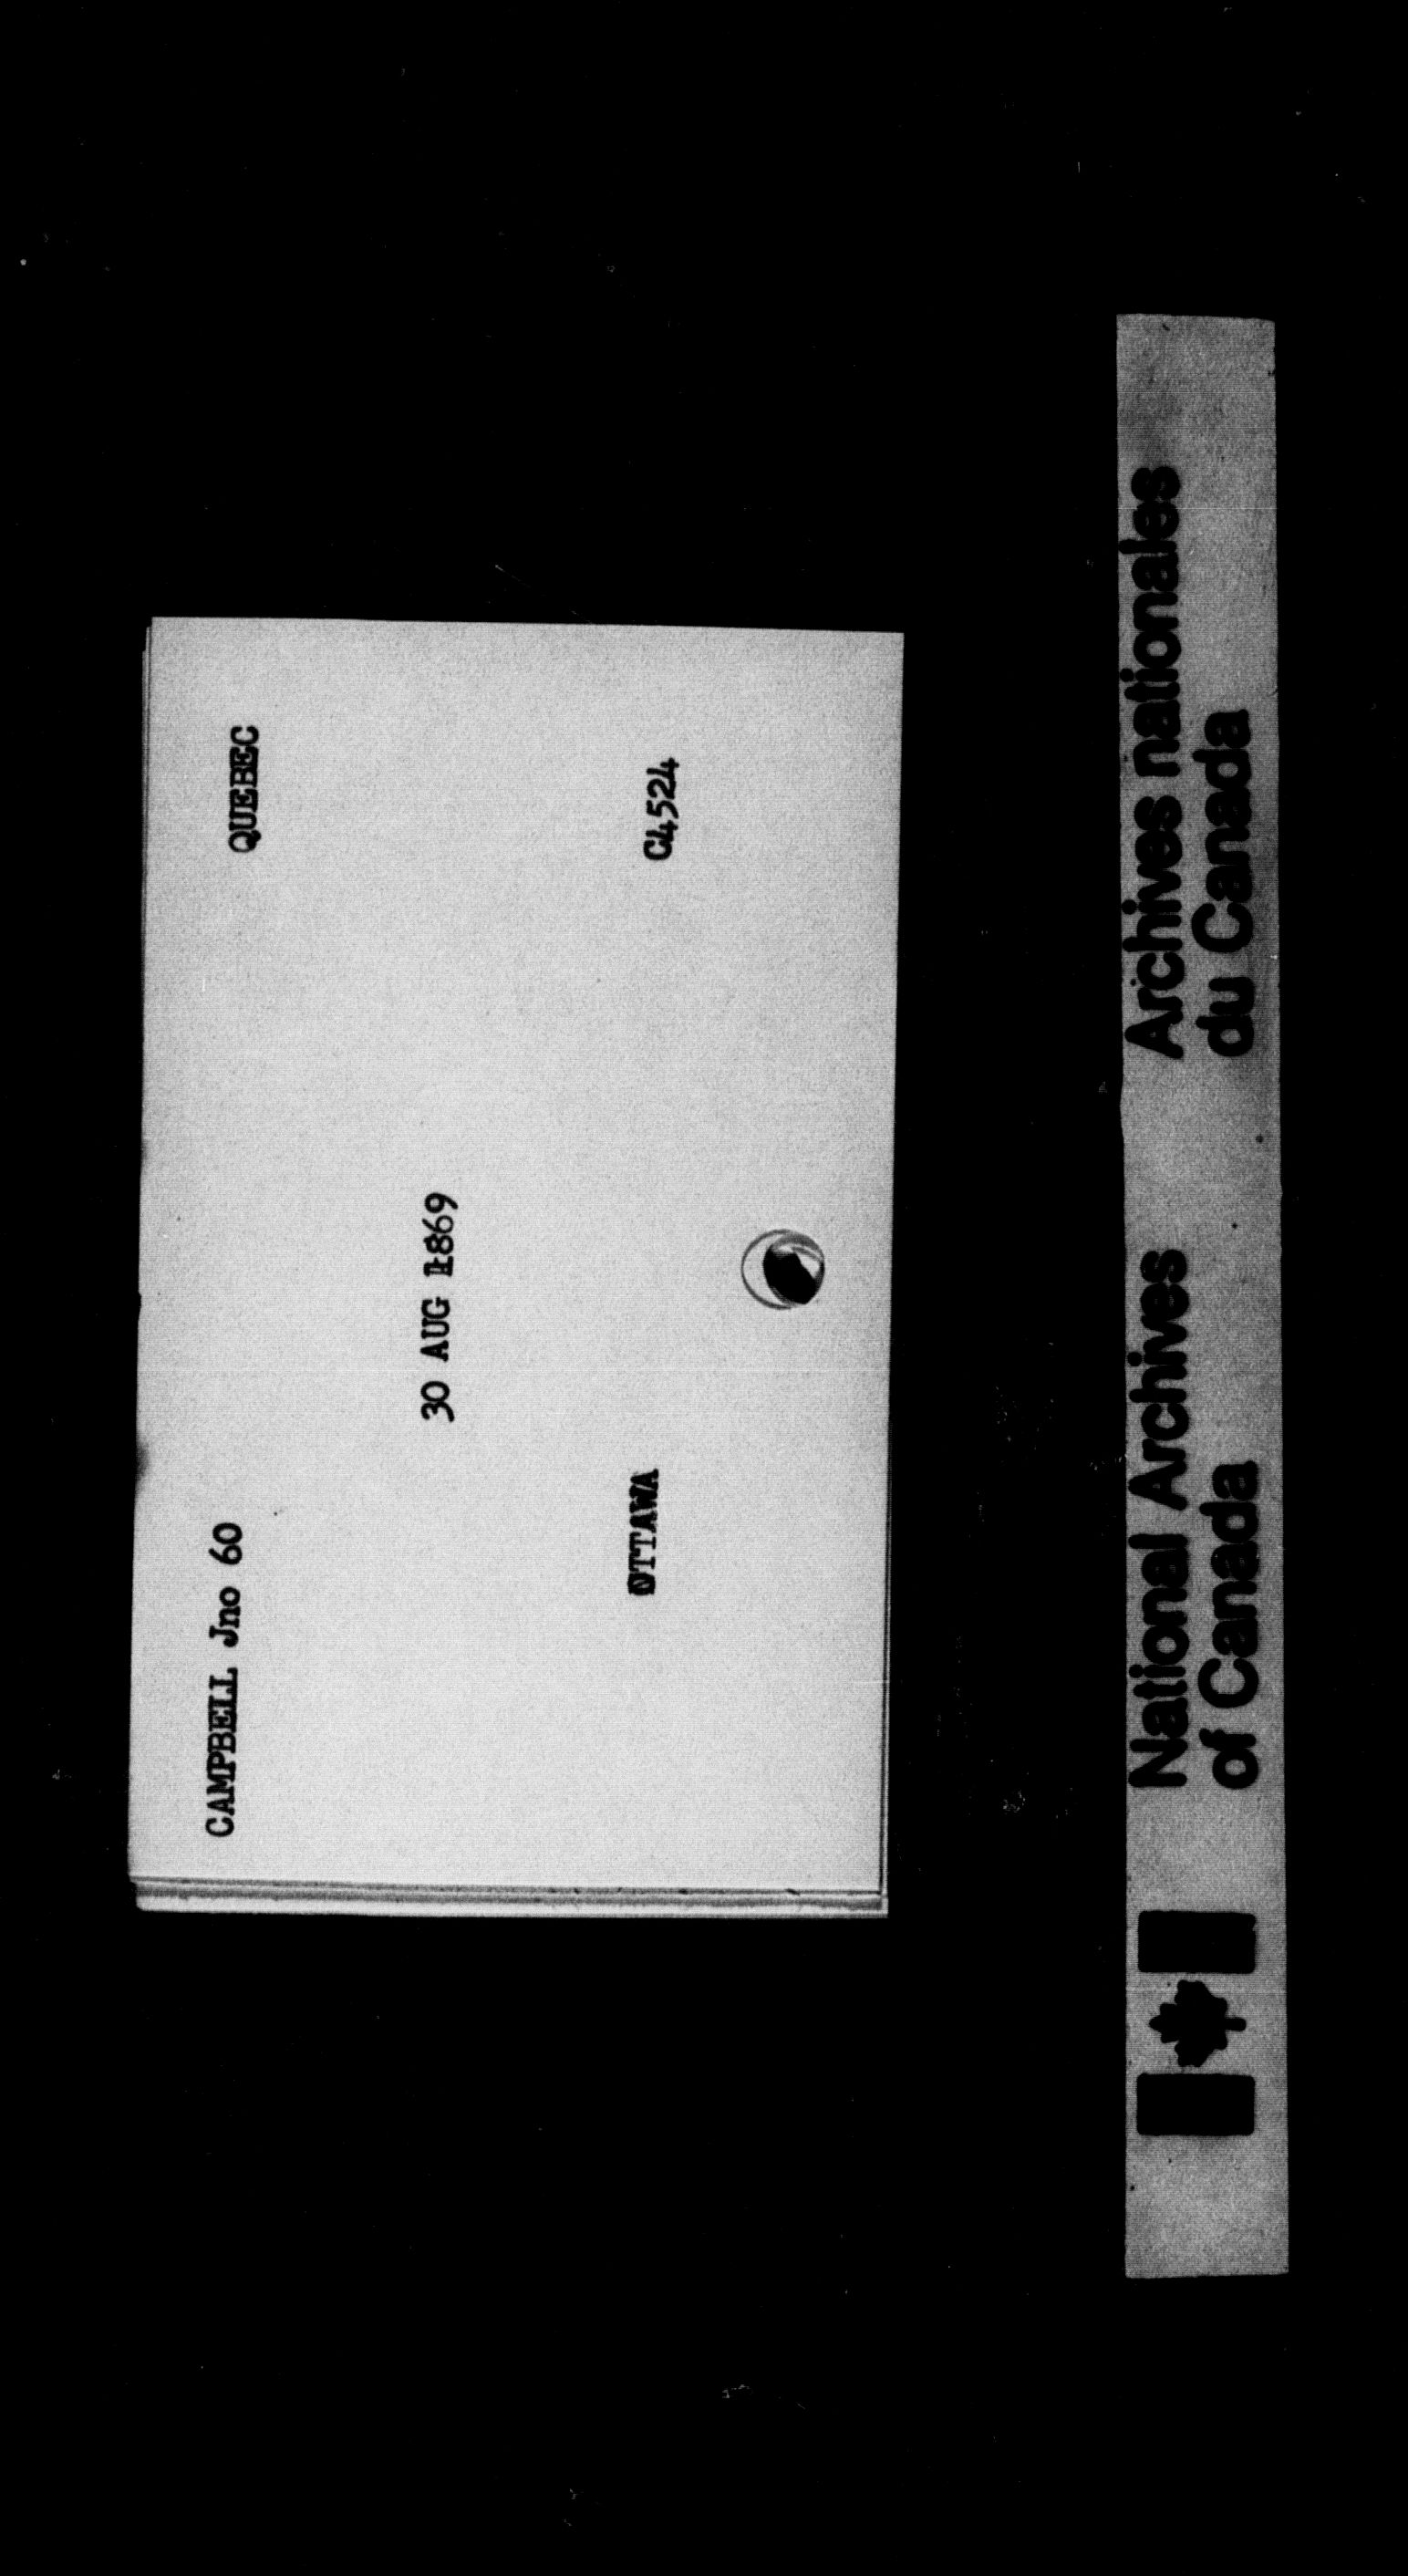 CAMPBELL Jno 60 QUEBEC
30 AUG 1869
OTTAWA C4524
National Archives
of Canada
Archives nationales
du Canada